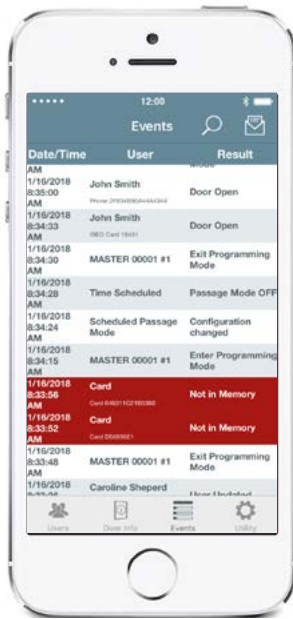 12:00
Events
Date/Time User Result
AM Mode
1/16/2018
8:35:00
AM
John Smith
Door Open
1/16/2018
8:34:33
AM
John Smith
Door Open
1/16/2018
8:34:30
AM
MASTER 00001 #1
Exit Programming
Mode
1/16/2018
8:34:28
AM
Time Scheduled
Passage Mode OFF
1/16/2018
8:34:24
AM
Scheduled Passage
Mode
Configuration
changed
1/16/2018
8:34:15
AM
MASTER 00001 #1
Enter Programming
Mode
1/16/2018
8:33:56
AM
Card
Not in Memory
1/16/2018
8:33:52
AM
Card
Not in Memory
1/16/2018
8:33:48
AM
MASTER 00001 #1
Exit Programming
Mode
1/16/2018
Caroline Sheperd
User Updated
Users Door Info Events Utility